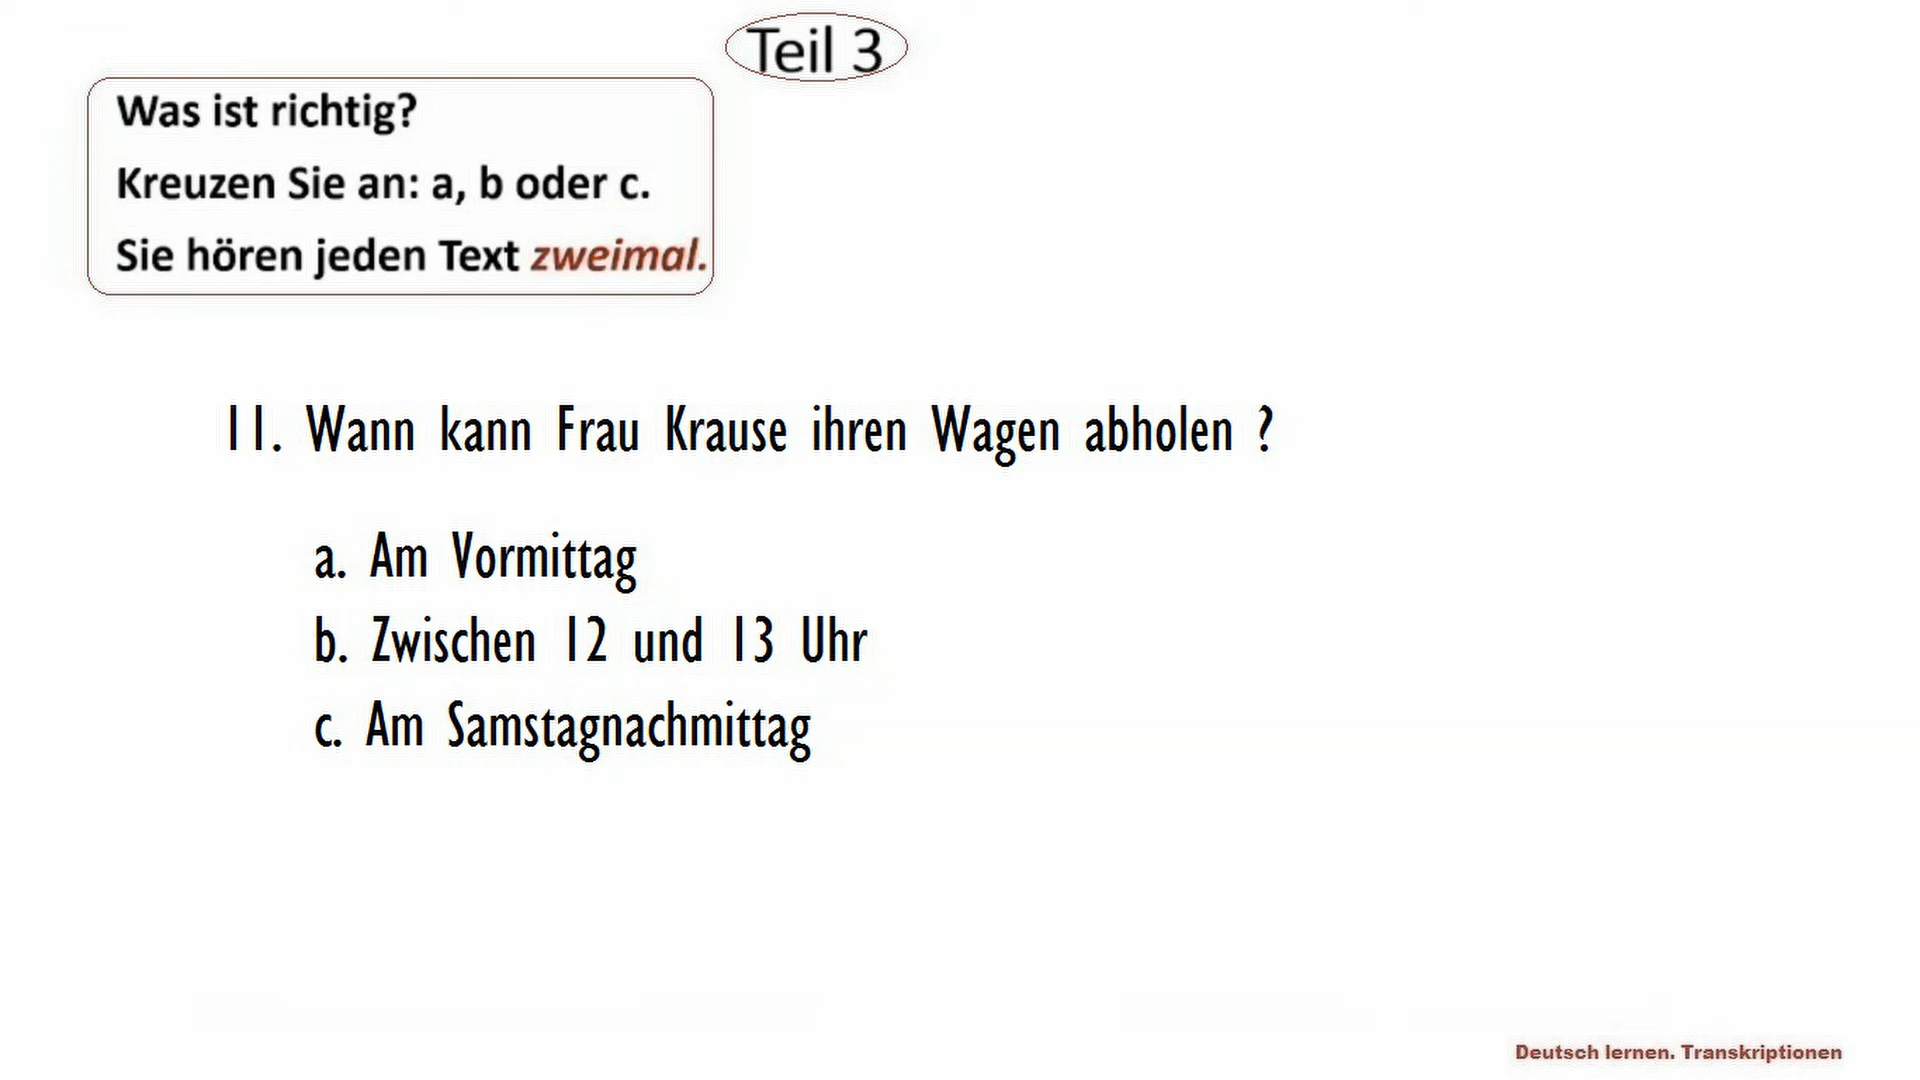 Teil 3
Was ist richtig?
Kreuzen Sie an: a, b oder c.
Sie hören jeden Text zweimal.
11. Wann kann Frau Krause ihren Wagen abholen ?
a. Am Vormittag
b. Zwischen 12 und 13 Uhr
c. Am Samstagnachmittag
Deutsch lernen. Transkriptionen